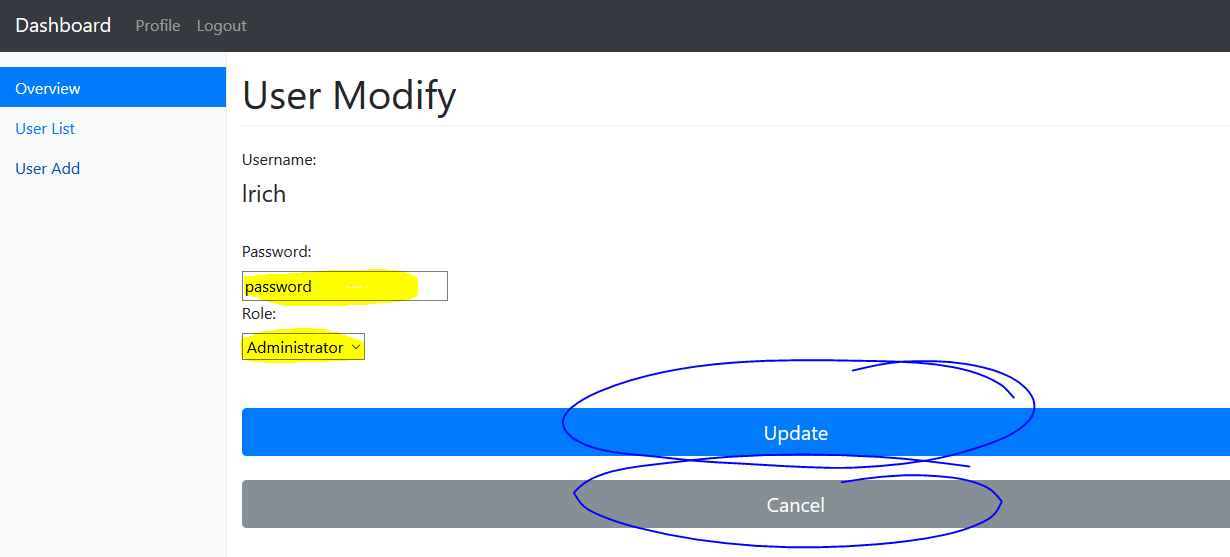 Dashboard Profile Logout
Overview
User List
User Add
User Modify
Username:
lrich
Password:
password
Role:
Administrator
Update
Cancel